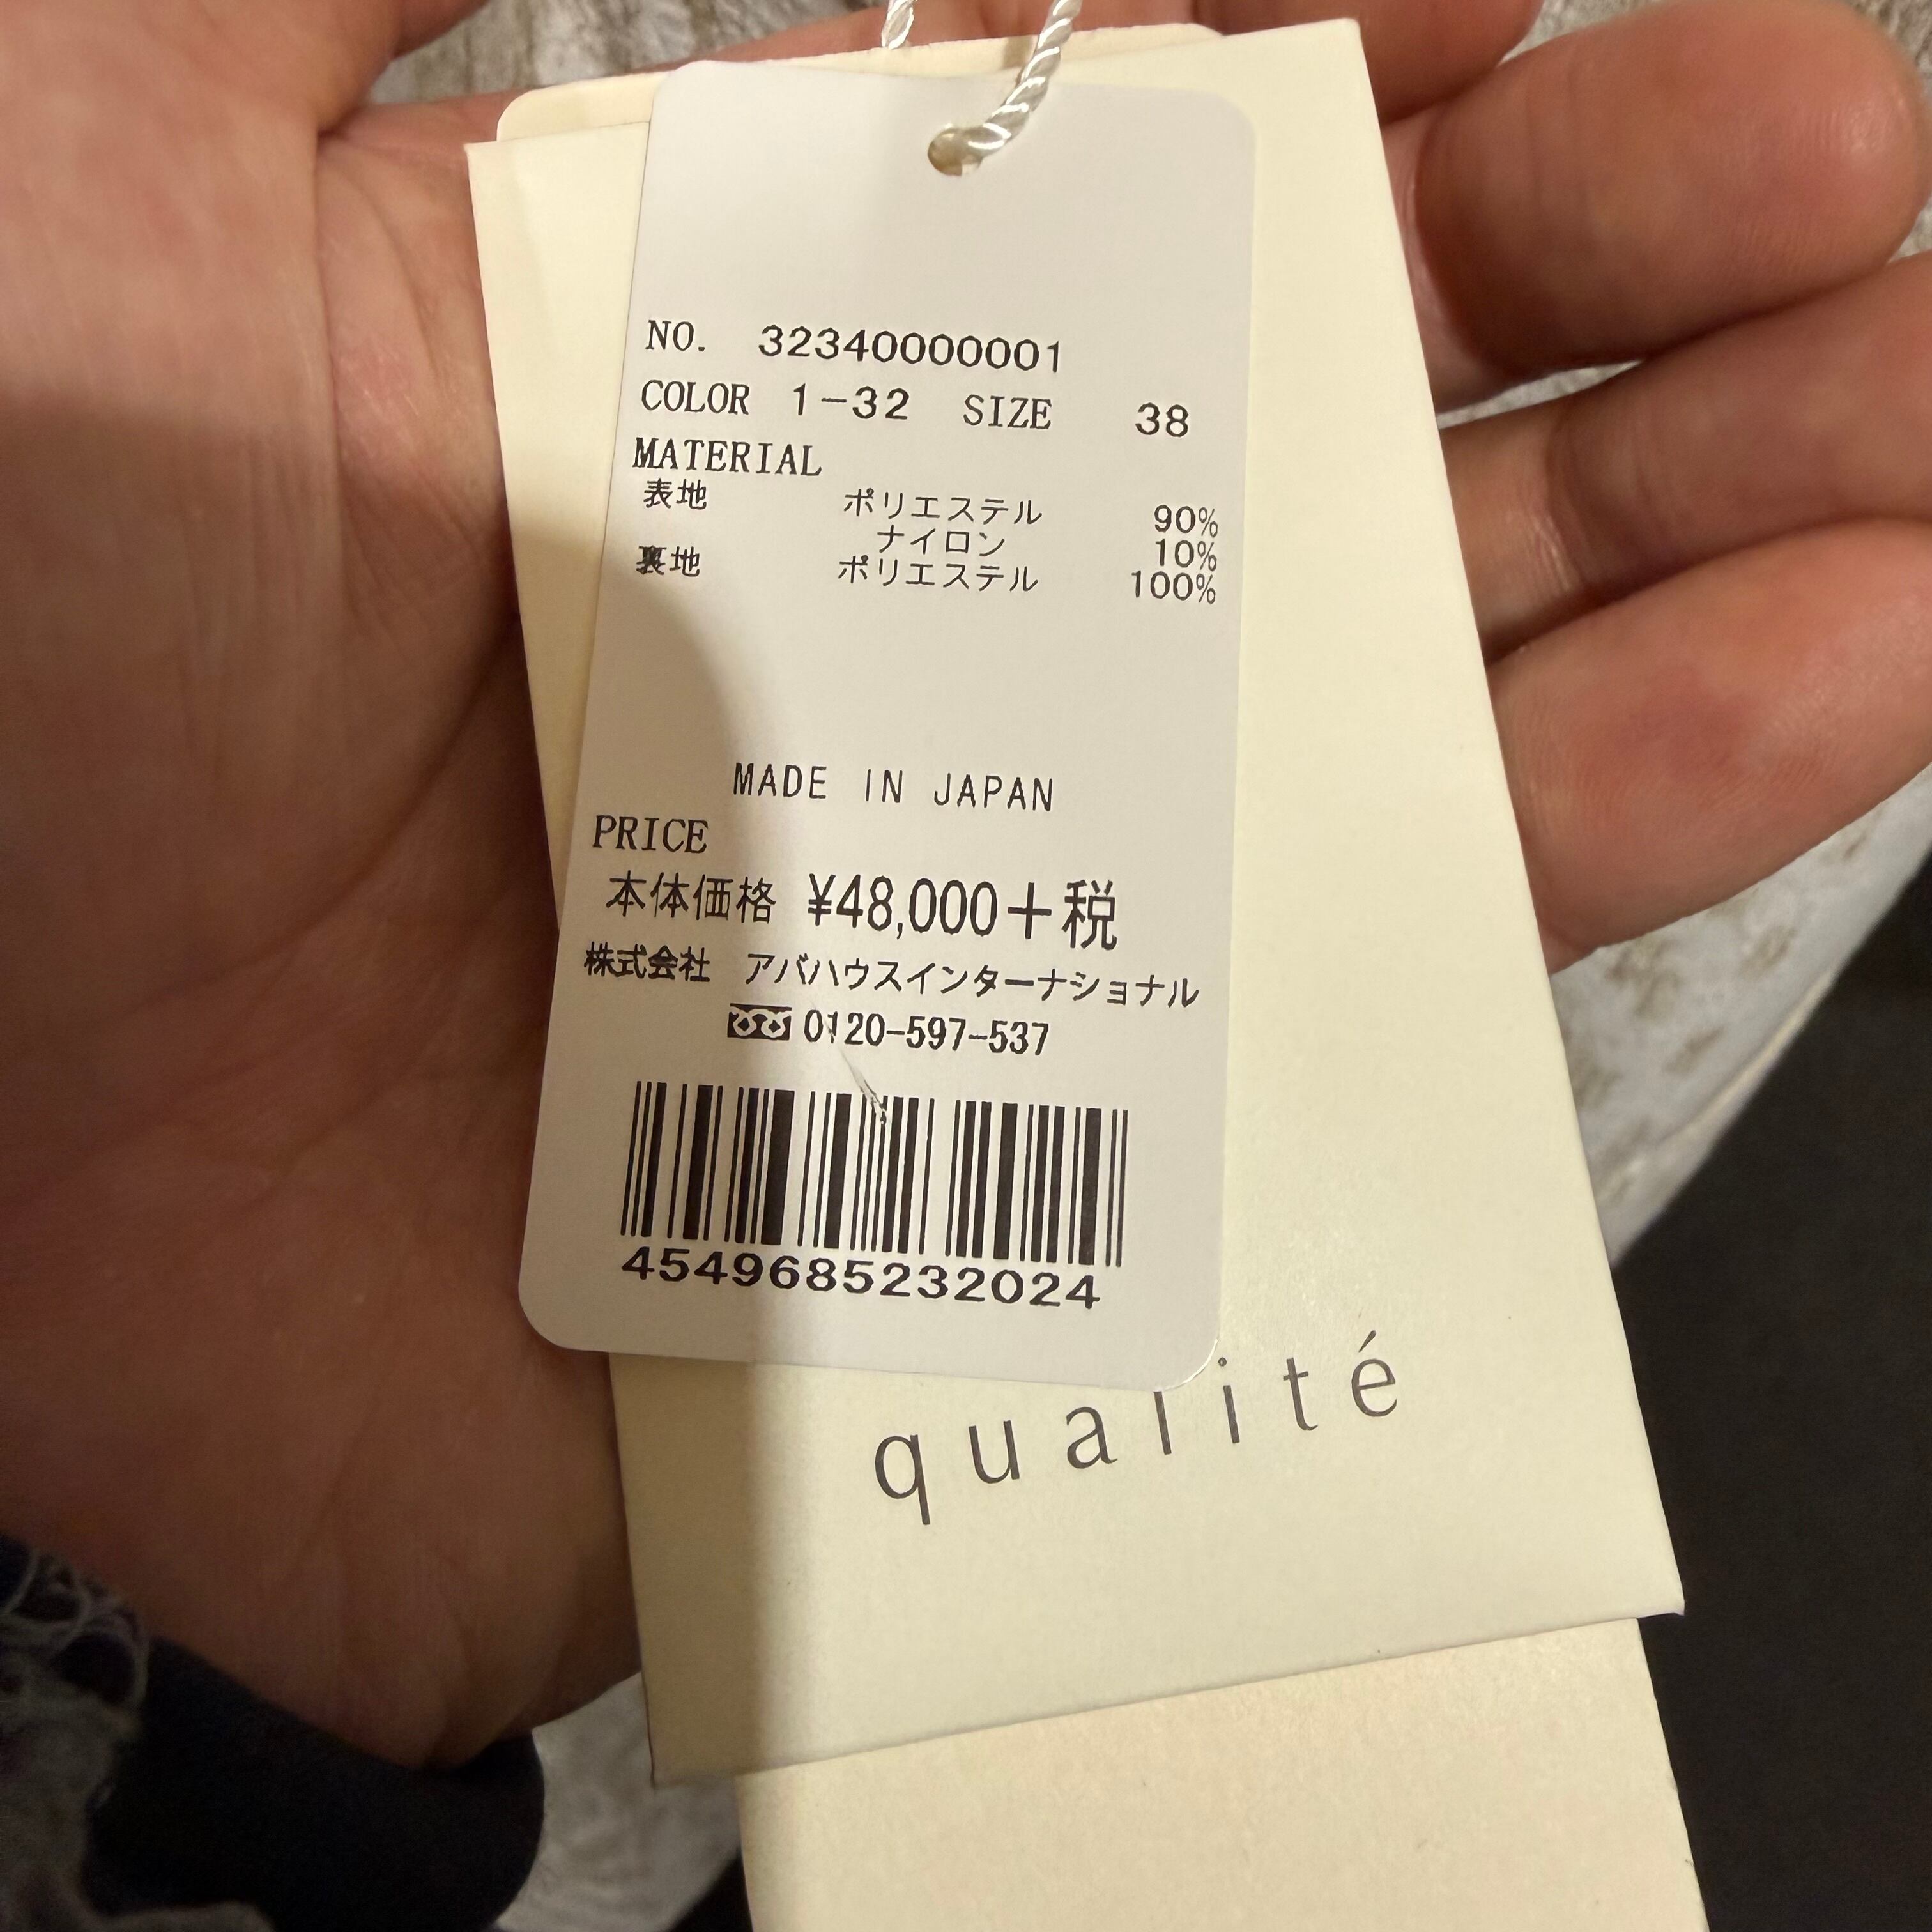 NO. 32340000001
COLOR 1-32 SIZE 38
MATERIAL
表地 ポリエステル 90%
ナイロン 10%
裏地 ポリエステル 100%
MADE IN JAPAN
PRICE
本体価格 ¥48,000+税
株式会社 アバハウスインターナショナル
0120-597-537
4549685232024
qualité